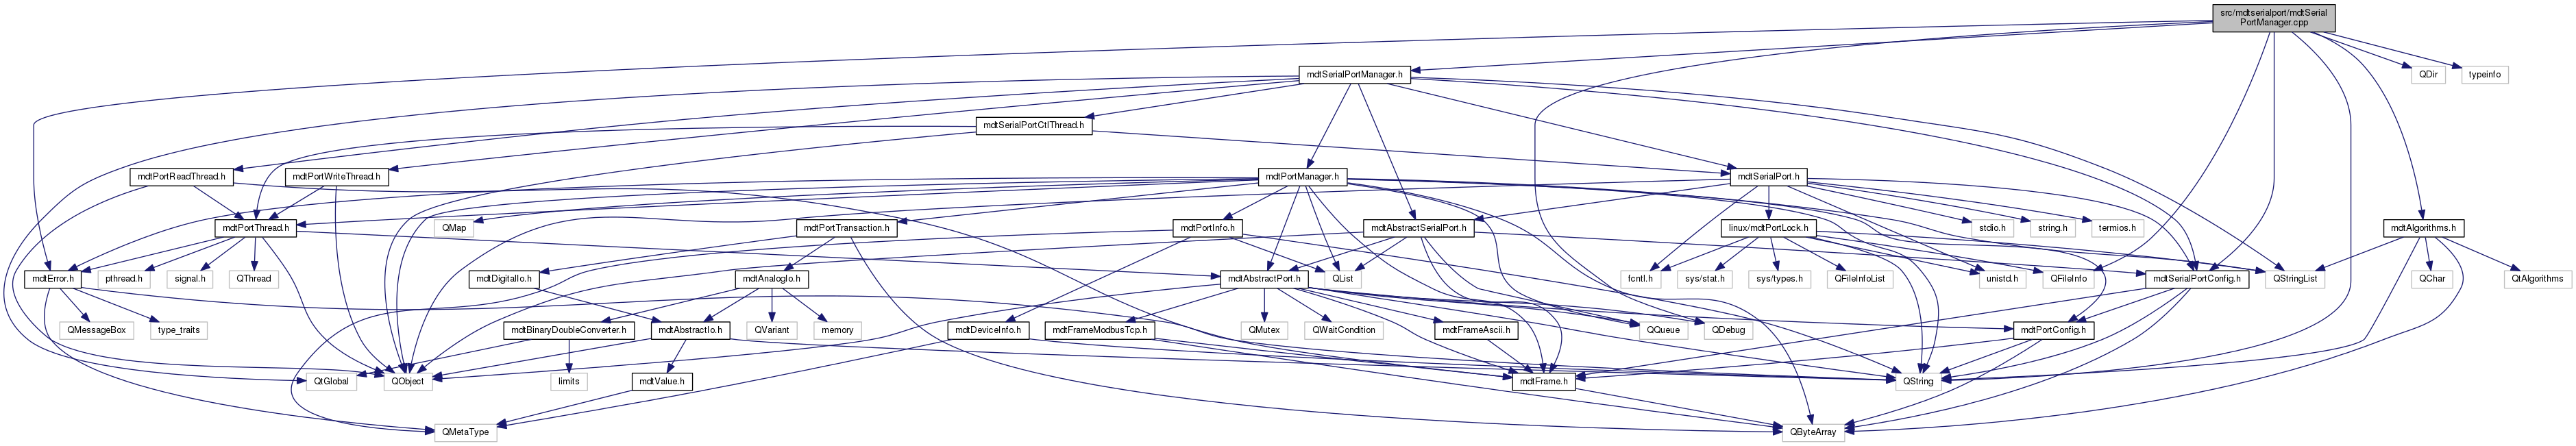 src/mdtserialport/mdtSerial
PortManager.cpp
mdtSerialPortManager.h
QDir
typeinfo
mdtSerialPortCtlThread.h
mdtPortReadThread.h
mdtPortWriteThread.h
mdtPortManager.h
mdtSerialPort.h
mdtPortThread.h
QMap
mdtPortTransaction.h
mdtPortInfo.h
mdtAbstractSerialPort.h
linux/mdtPortLock.h
stdio.h
string.h
termios.h
mdtAlgorithms.h
mdtError.h
pthread.h
signal.h
QThread
mdtDigitalIo.h
mdtAnalogIo.h
mdtAbstractPort.h
QList
fcntl.h
sys/stat.h
sys/types.h
QFileInfoList
unistd.h
QFileInfo
mdtSerialPortConfig.h
QStringList
QChar
QtAlgorithms
QMessageBox
type_traits
mdtBinaryDoubleConverter.h
mdtAbstractIo.h
QVariant
memory
mdtDeviceInfo.h
mdtFrameModbusTcp.h
QMutex
QWaitCondition
mdtFrameAscii.h
QQueue
QDebug
mdtPortConfig.h
QtGlobal
QObject
limits
mdtValue.h
mdtFrame.h
QString
QMetaType
QByteArray